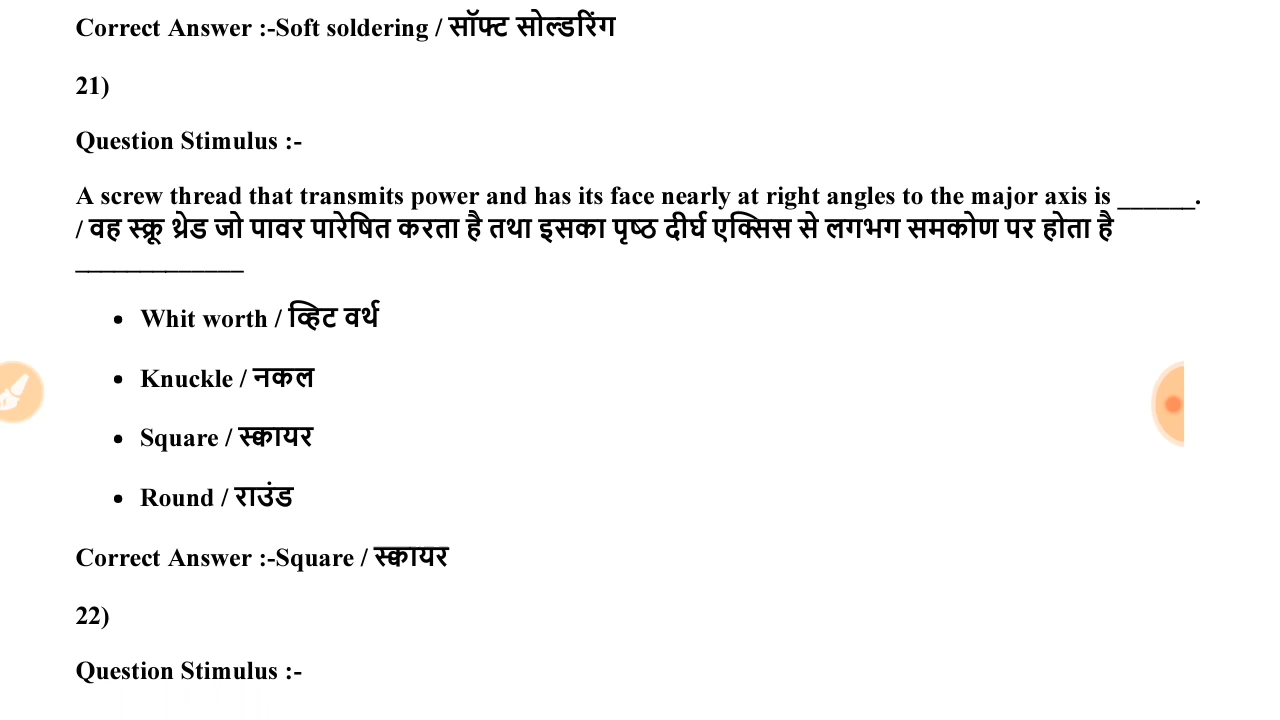 Correct Answer :-Soft soldering / सॉफ्ट सोल्डरिंग
21)
Question Stimulus :-
A screw thread that transmits power and has its face nearly at right angles to the major axis is ______.
/ वह स्क्रू थ्रेड जो पावर पारेषित करता है तथा इसका पृष्ठ दीर्घ एक्सिस से लगभग समकोण पर होता है
_____________
• Whit worth / व्हिट वर्थ
• Knuckle / नकल
• Square / स्क्वायर
• Round / राउंड
Correct Answer :-Square / स्क्वायर
22)
Question Stimulus :-